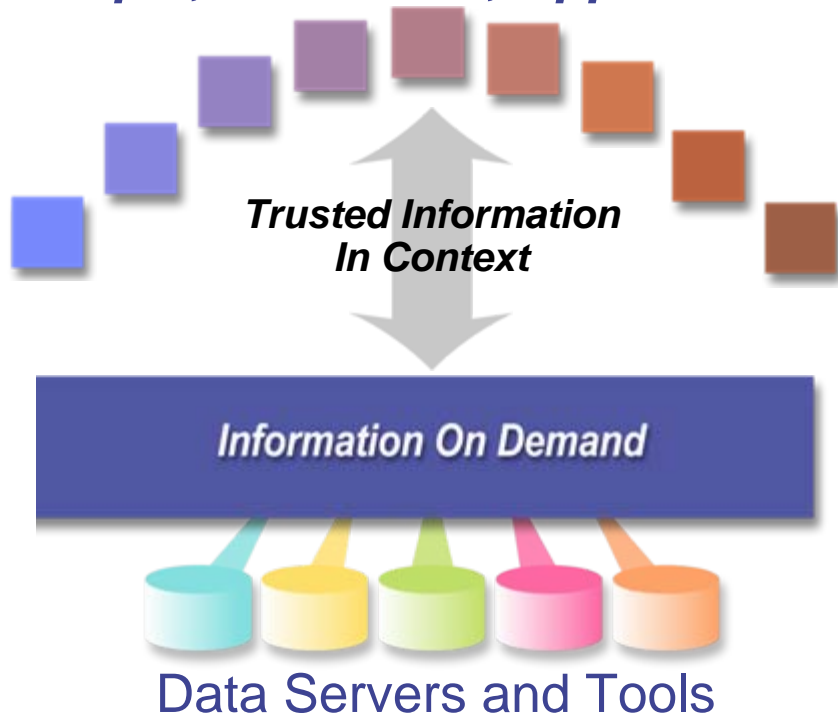 Trusted Information
In Context
Information On Demand
Data Servers and Tools